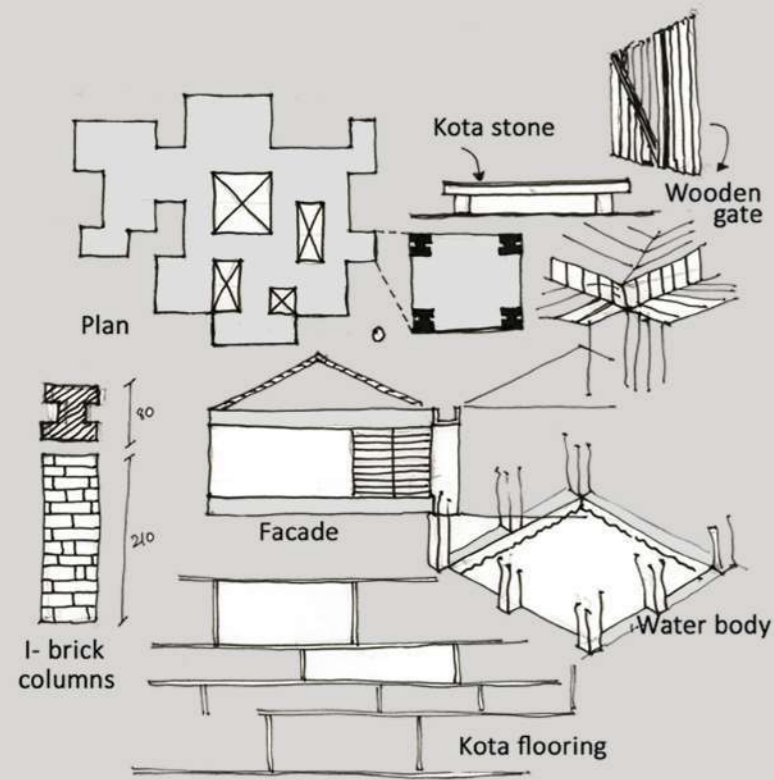 Kota stone
Wooden
gate
Plan
80
210
Facade
I- brick
columns
Water body
Kota flooring